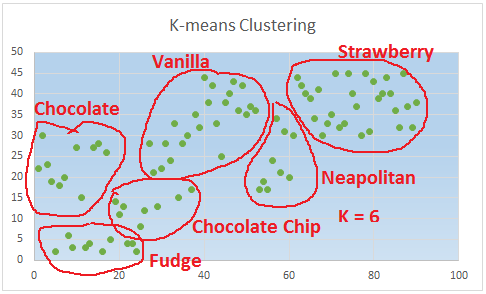 K-means Clustering
Strawberry
Vanilla
Chocolate
Neapolitan
K = 6
Chocolate Chip
Fudge
50
45
40
35
30
25
20
15
10
5
0
0 20 40 60 80 100